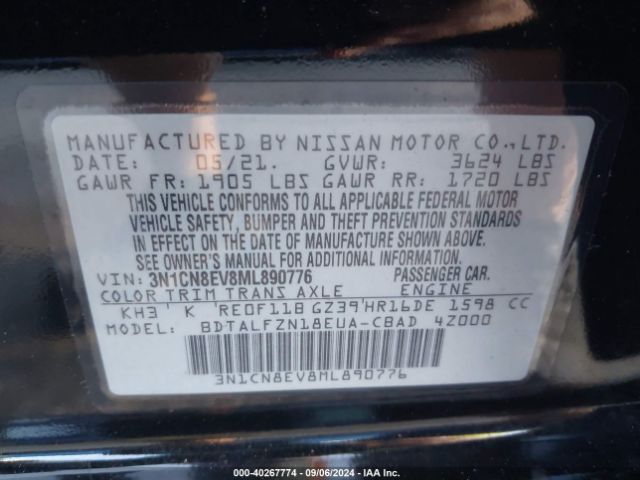 MANUFACTURED BY NISSAN MOTOR CO.,LTD.
DATE: 05/21. GVWR: 3624 LBS
GAWR FR: 1905 LBS GAWR RR: 1720 LBS
THIS VEHICLE CONFORMS TO ALL APPLICABLE FEDERAL MOTOR
VEHICLE SAFETY, BUMPER AND THEFT PREVENTION STANDARDS
IN EFFECT ON THE DATE OF MANUFACTURE SHOWN ABOVE.
SEE OWNER'S MANUAL FOR ADDITIONAL INFORMATION.
VIN: 3N1CN8EV8ML890776 PASSENGER CAR.
COLOR TRIM TRANS AXLE ENGINE
KH3 K RE0F11B GZ39 HR16DE 1598 CC
MODEL: BDTALFZN18EUA-CBAD 4Z000
3N1CN8EV8ML890776
000-40267774 - 09/06/2024 - IAA Inc.